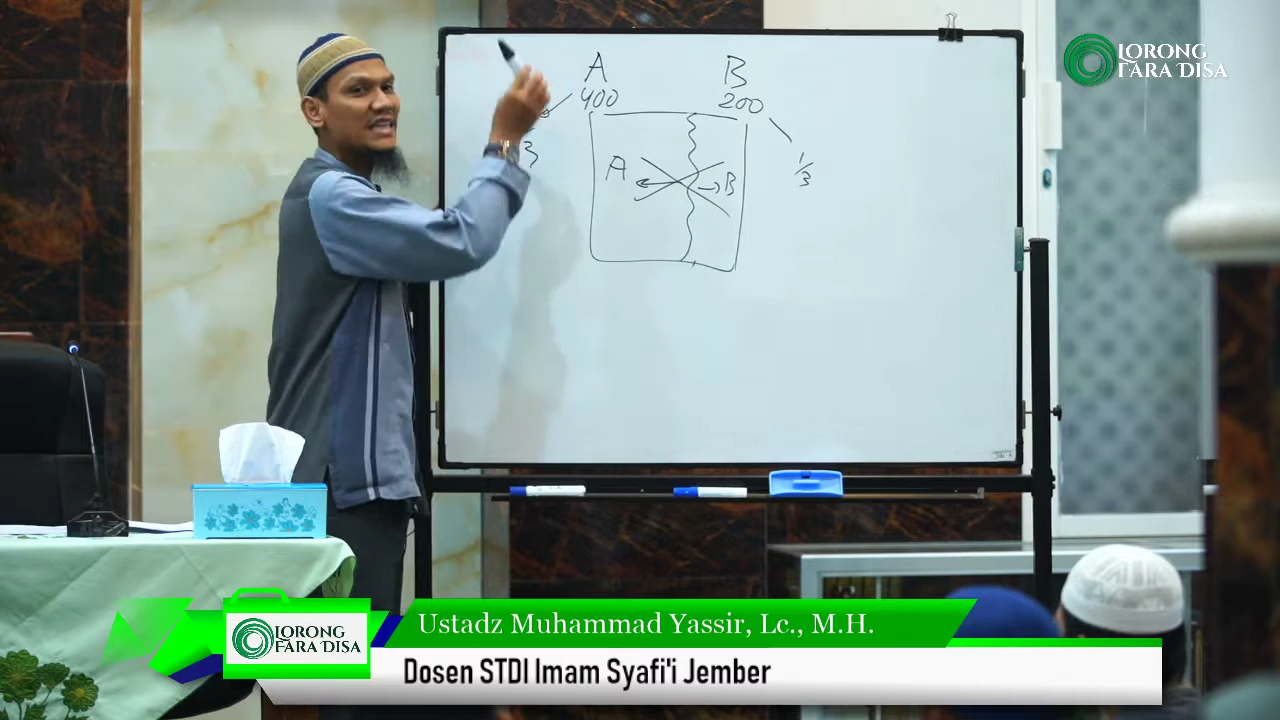 LORONG
FARA DISA
A
B
400
200
3
A
B
1/3
LORONG
FARA DISA
Ustadz Muhammad Yassir, Lc., M.H.
Dosen STDI Imam Syafi'i Jember